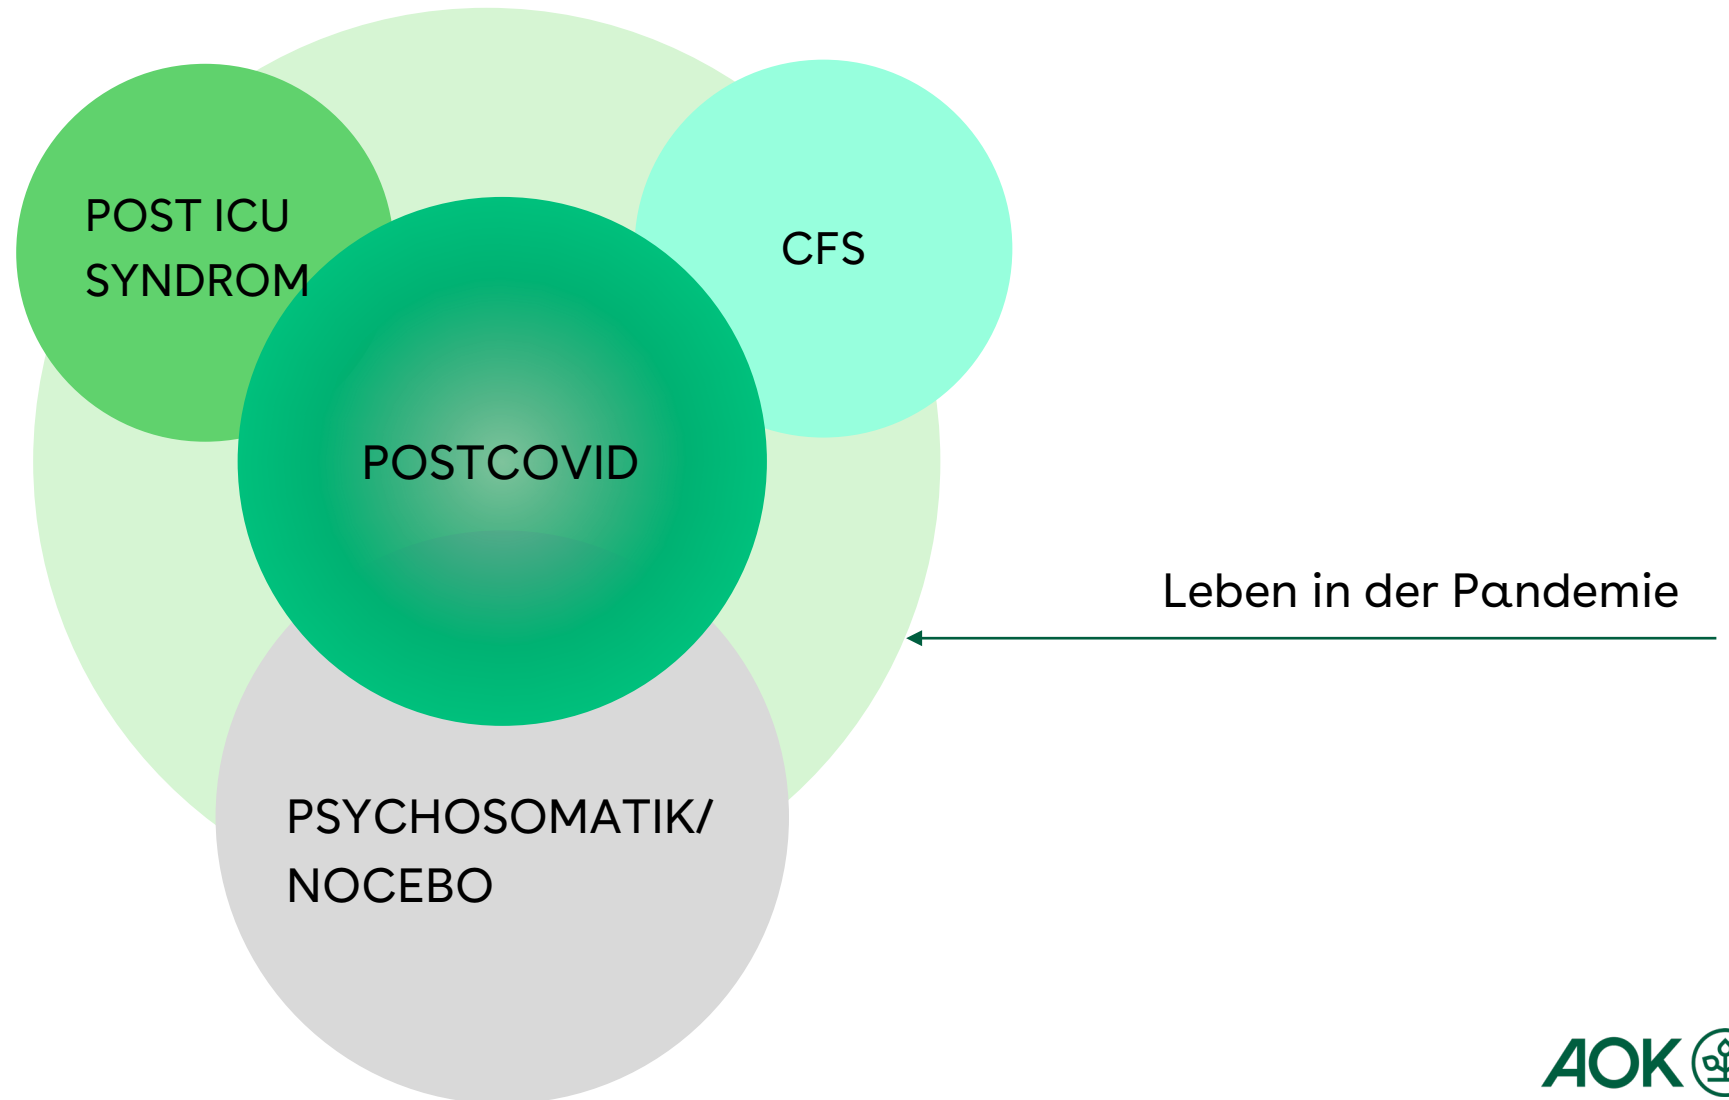 POST ICU
SYNDROM
CFS
POSTCOVID
Leben in der Pandemie
PSYCHOSOMATIK/
NOCEBO
AOK